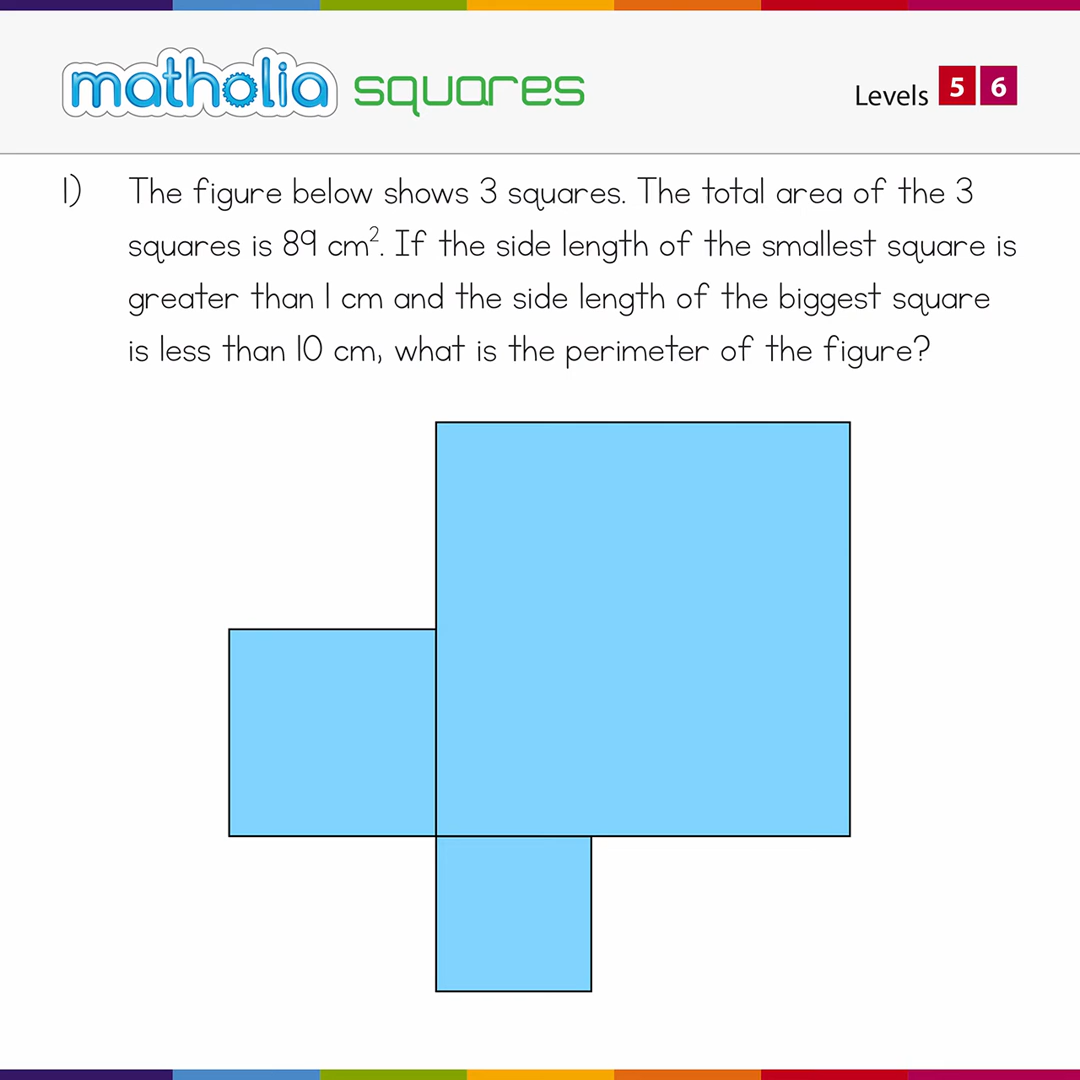 matholia squares
Levels 5 6
1) The figure below shows 3 squares. The total area of the 3
squares is 89 cm². If the side length of the smallest square is
greater than 1 cm and the side length of the biggest square
is less than 10 cm, what is the perimeter of the figure?